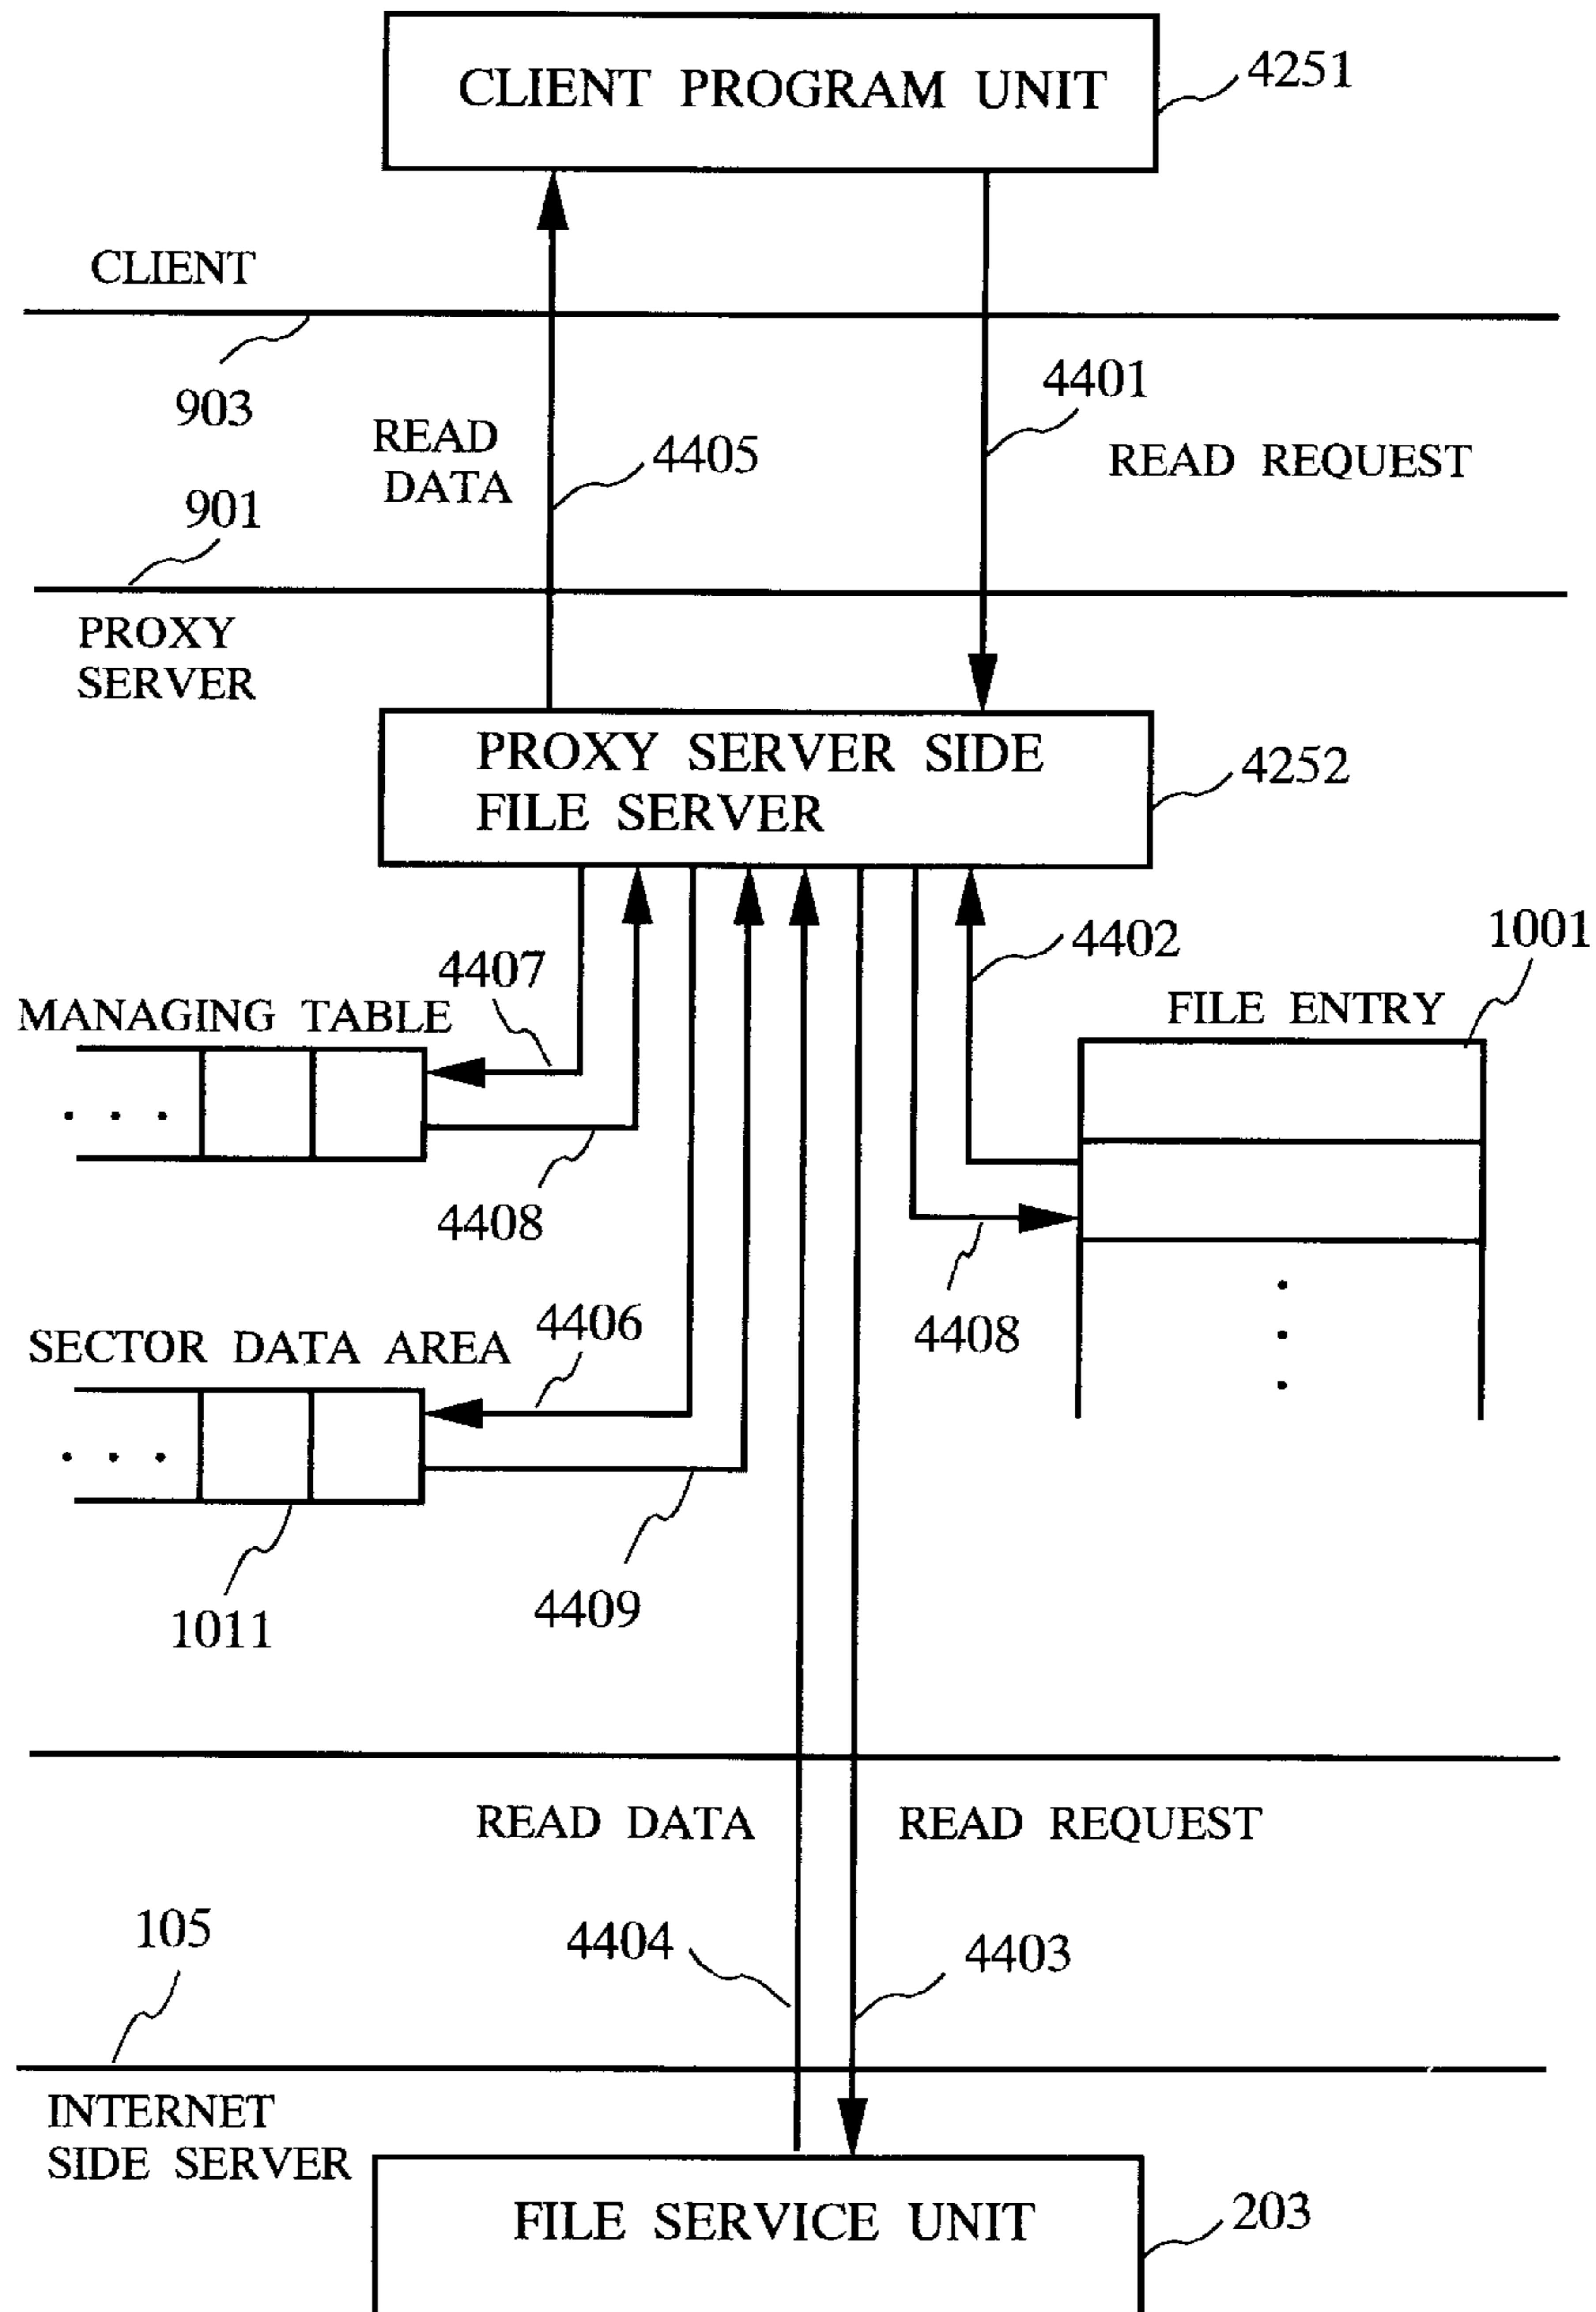 CLIENT PROGRAM UNIT
4251
CLIENT
903
4401
READ
DATA
4405
READ REQUEST
901
PROXY
SERVER
PROXY SERVER SIDE
FILE SERVER
4252
4407
4402
1001
MANAGING TABLE
FILE ENTRY
. . .
4408
4408
SECTOR DATA AREA
4406
. . .
4409
1011
READ DATA
READ REQUEST
105
4404
4403
INTERNET
SIDE SERVER
FILE SERVICE UNIT
203